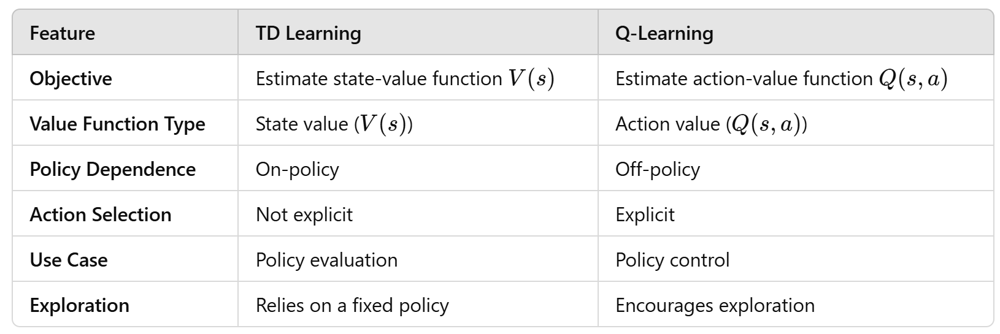 Feature TD Learning Q-Learning
Objective Estimate state-value function V(s) Estimate action-value function Q(s, a)
Value Function Type State value (V(s)) Action value (Q(s, a))
Policy Dependence On-policy Off-policy
Action Selection Not explicit Explicit
Use Case Policy evaluation Policy control
Exploration Relies on a fixed policy Encourages exploration